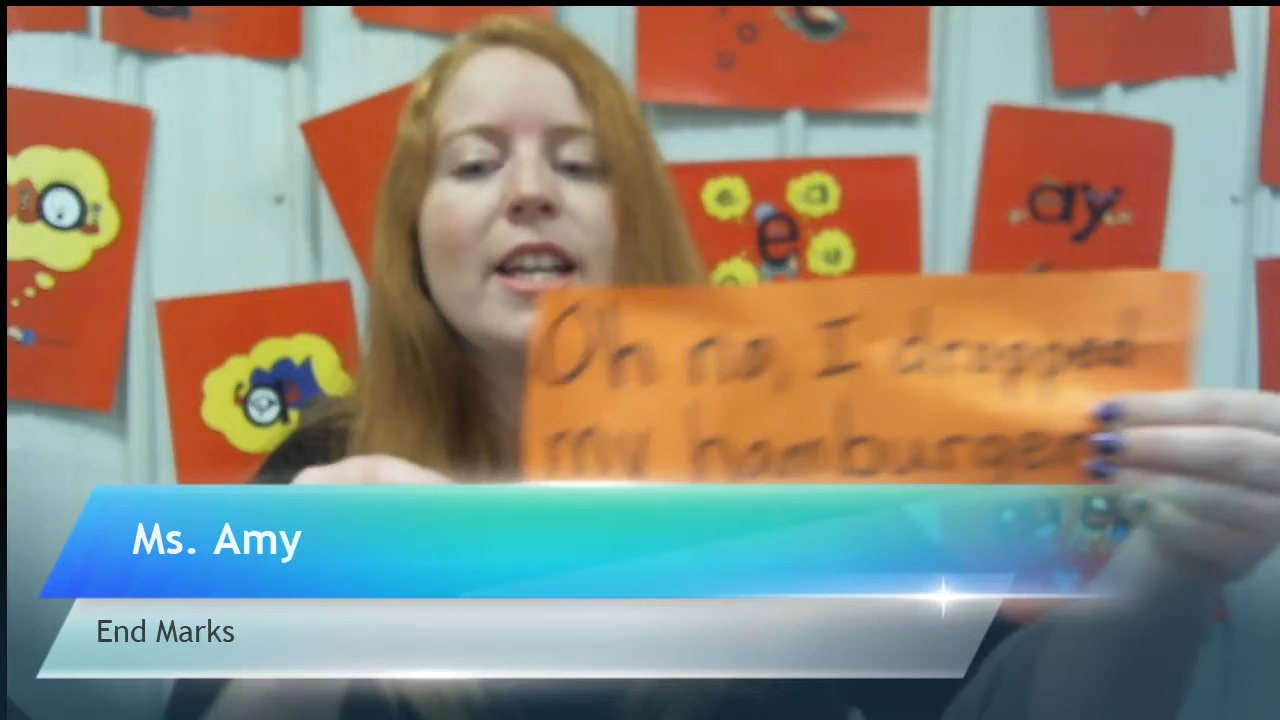 e a
e u
ay
Oh no, I dropped
my hamburger
Ms. Amy
End Marks